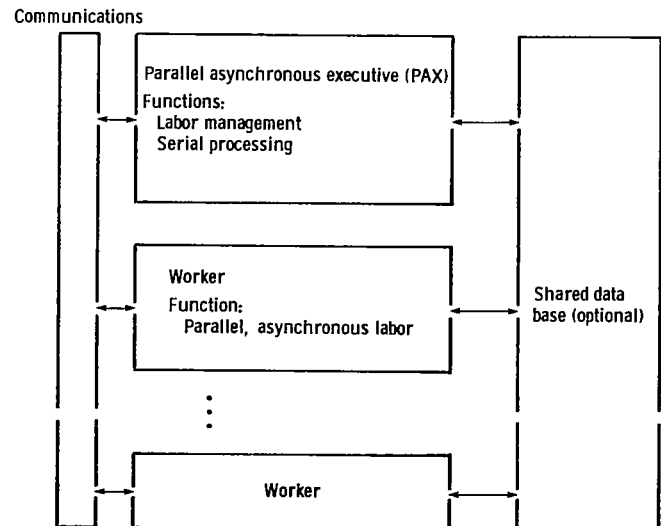 Communications
Parallel asynchronous executive (PAX)
Functions:
Labor management
Serial processing
Worker
Function:
Parallel, asynchronous labor
Shared data
base (optional)
Worker